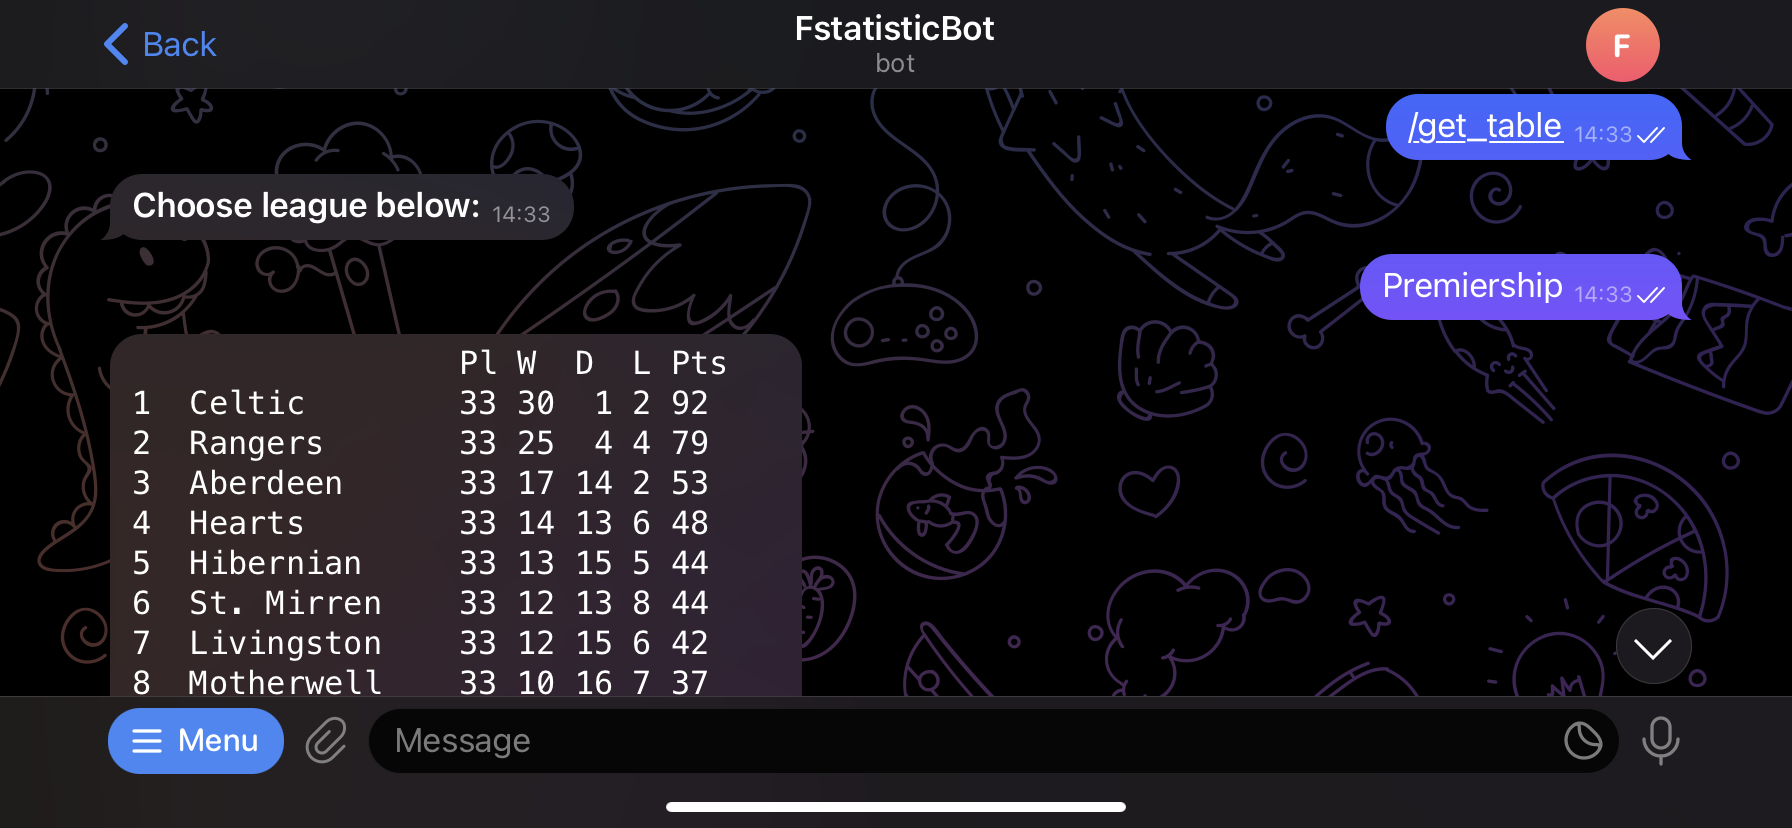 Back
FstatisticBot
bot
F
/get_table 14:33
Choose league below: 14:33
Premiership 14:33
Pl W D L Pts
1 Celtic 33 30 1 2 92
2 Rangers 33 25 4 4 79
3 Aberdeen 33 17 14 2 53
4 Hearts 33 14 13 6 48
5 Hibernian 33 13 15 5 44
6 St. Mirren 33 12 13 8 44
7 Livingston 33 12 15 6 42
8 Motherwell 33 10 16 7 37
Menu
Message